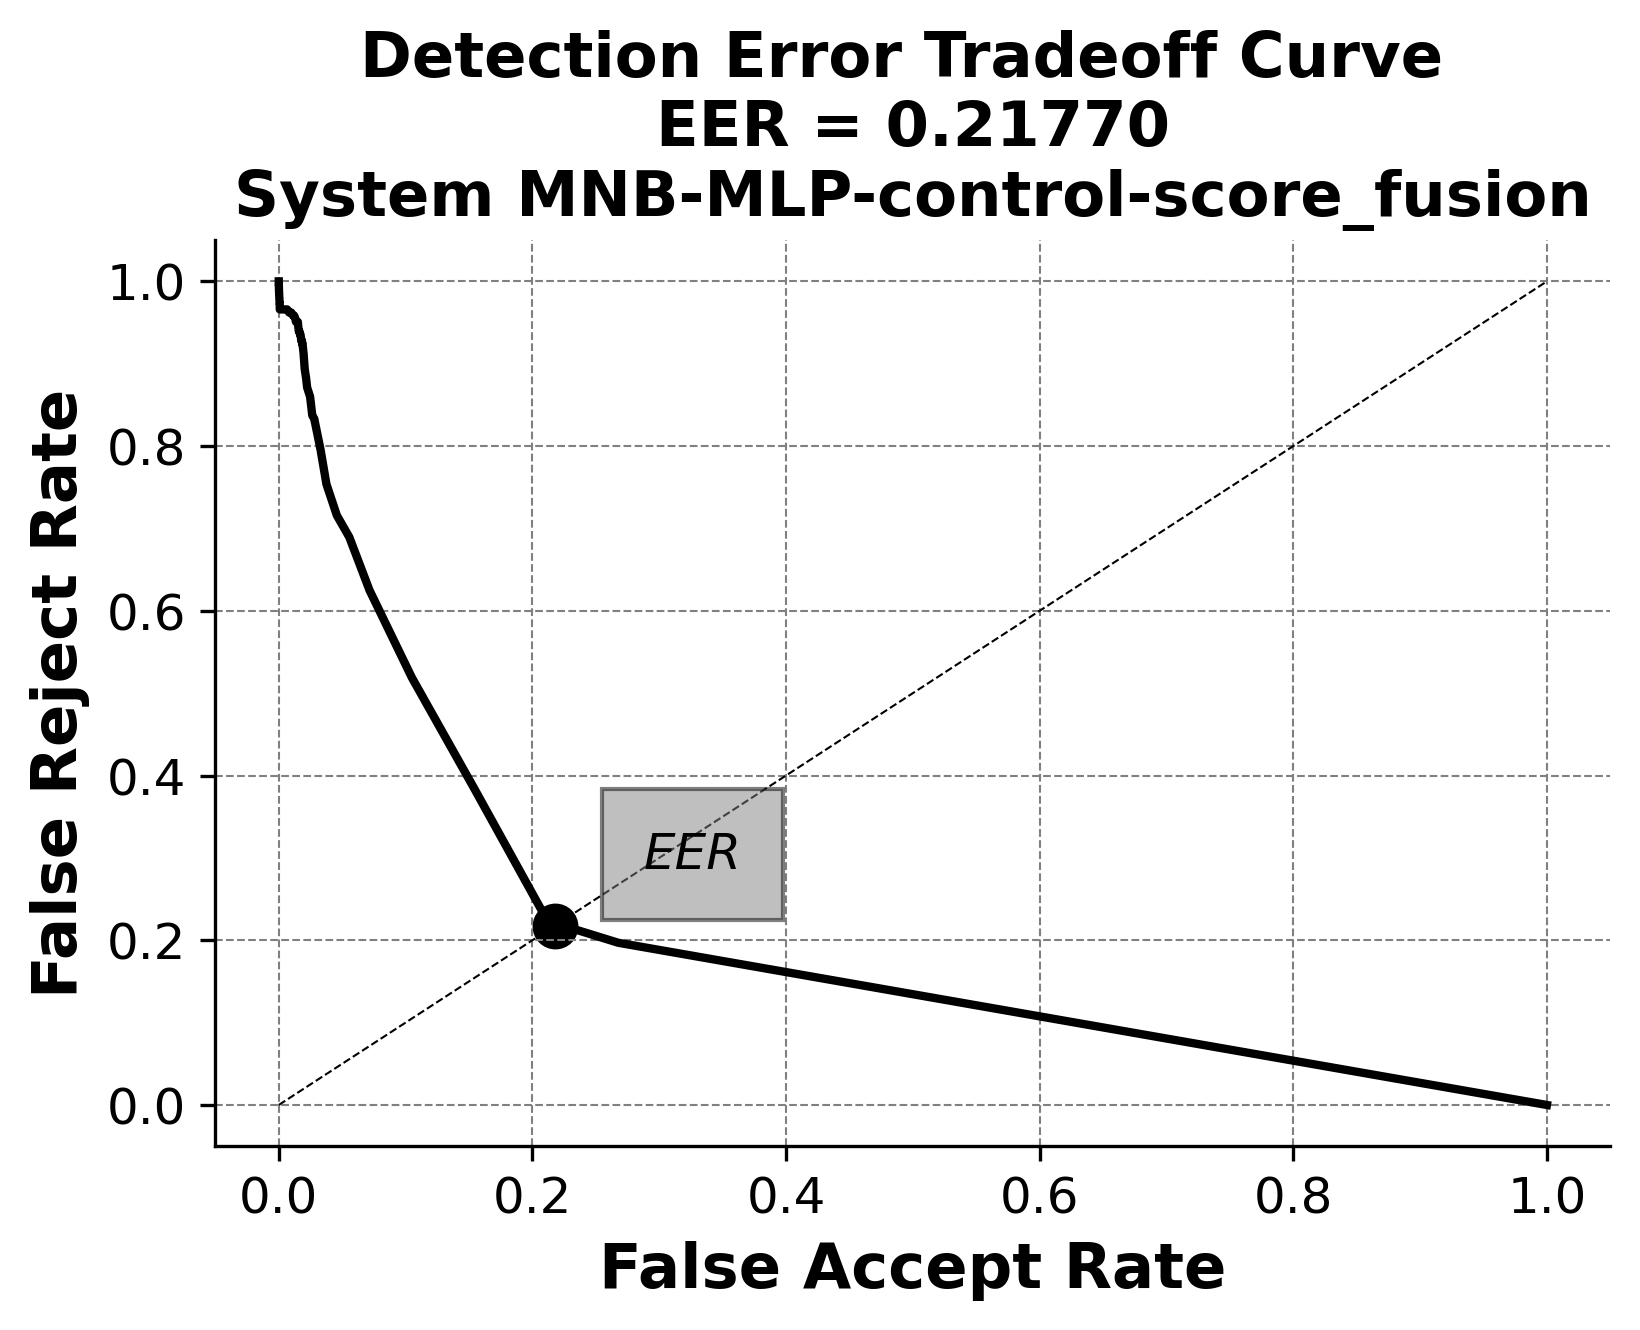 Detection Error Tradeoff Curve
EER = 0.21770
System MNB-MLP-control-score_fusion
False Reject Rate
1.0
0.8
0.6
0.4
0.2
0.0
EER
0.0 0.2 0.4 0.6 0.8 1.0
False Accept Rate